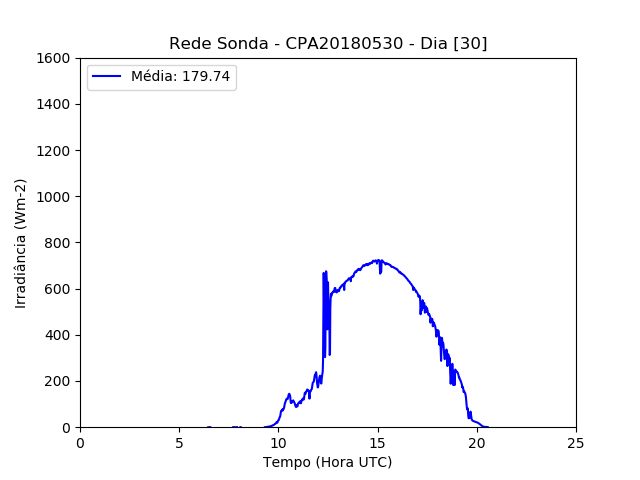 Rede Sonda - CPA20180530 - Dia [30]
Média: 179.74
1600
1400
1200
1000
800
600
400
200
0
Irradiância (Wm-2)
0 5 10 15 20 25
Tempo (Hora UTC)